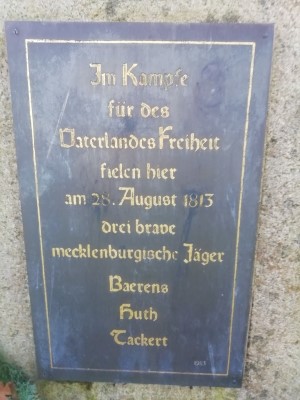 Im Kampfe
für des
Vaterlandes Freiheit
fielen hier
am 28. August 1813
drei brave
mecklenburgische Jäger
Baerens
Huth
Tackert